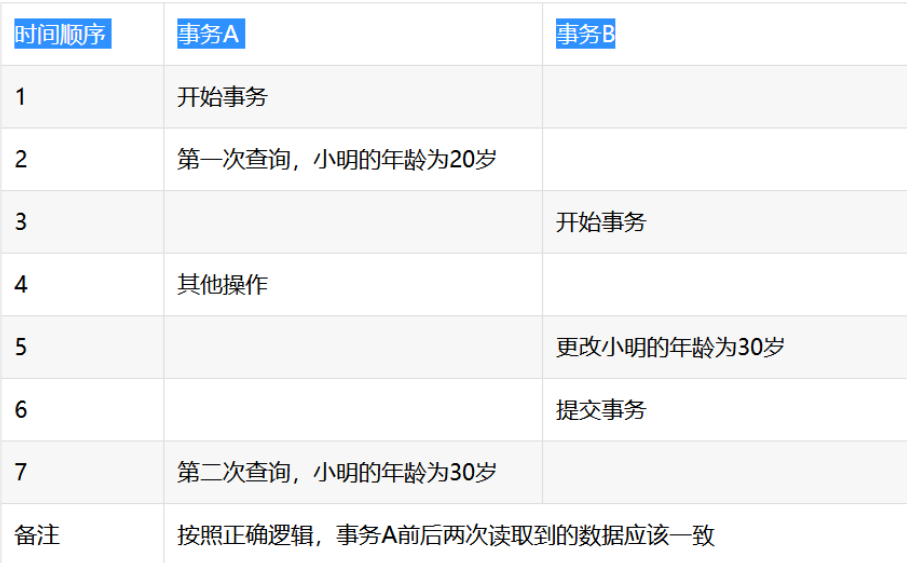 时间顺序 事务A 事务B
1 开始事务
2 第一次查询，小明的年龄为20岁
3 开始事务
4 其他操作
5 更改小明的年龄为30岁
6 提交事务
7 第二次查询，小明的年龄为30岁
备注 按照正确逻辑，事务A前后两次读取到的数据应该一致